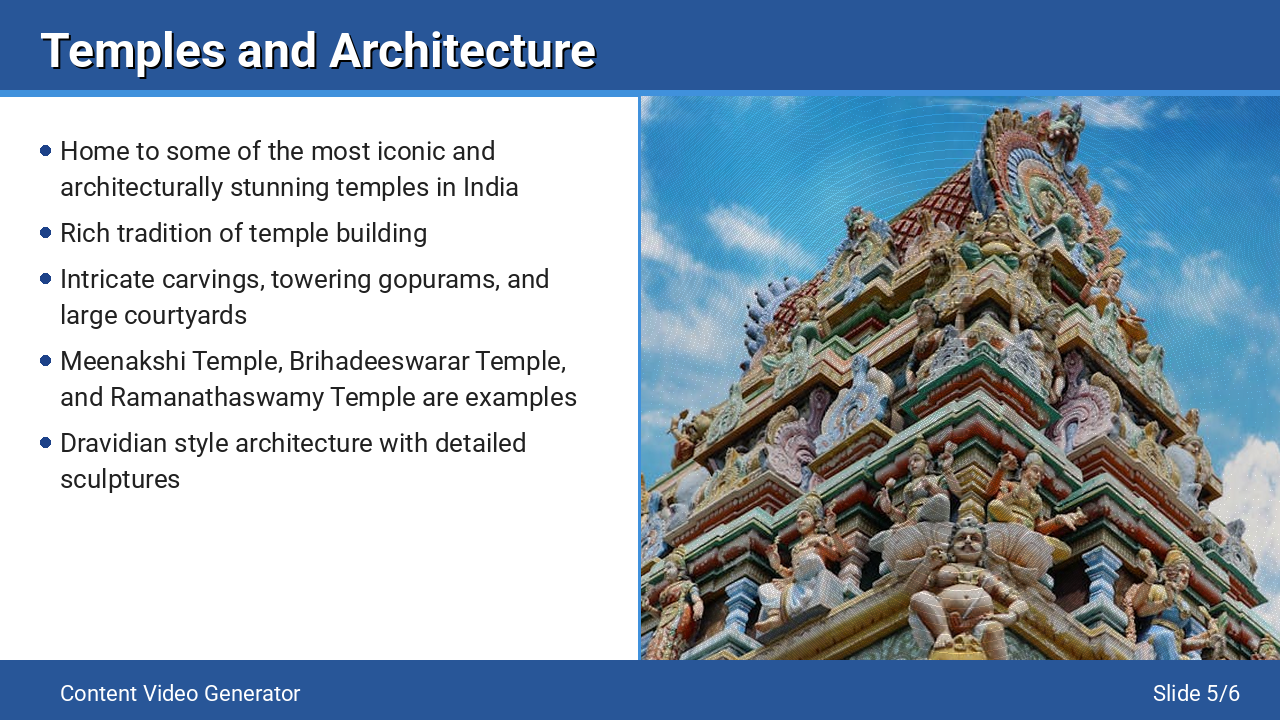 Temples and Architecture
Home to some of the most iconic and
architecturally stunning temples in India
Rich tradition of temple building
Intricate carvings, towering gopurams, and
large courtyards
Meenakshi Temple, Brihadeeswarar Temple,
and Ramanathaswamy Temple are examples
Dravidian style architecture with detailed
sculptures
Content Video Generator
Slide 5/6